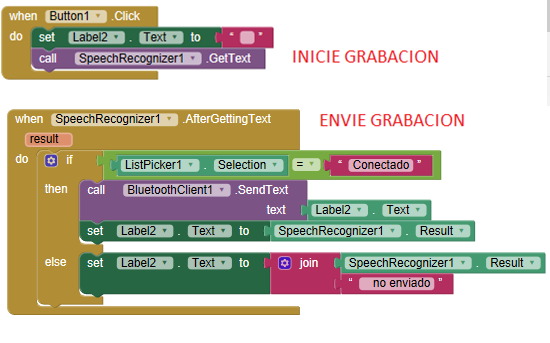 when Button1 .Click
do set Label2 . Text to “ ”
call SpeechRecognizer1 .GetText
INICIE GRABACION
when SpeechRecognizer1 .AfterGettingText
ENVIE GRABACION
result
do if ListPicker1 . Selection = “ Conectado ”
then call BluetoothClient1 .SendText
text Label2 . Text
set Label2 . Text to SpeechRecognizer1 . Result
else set Label2 . Text to join SpeechRecognizer1 . Result
“ no enviado ”